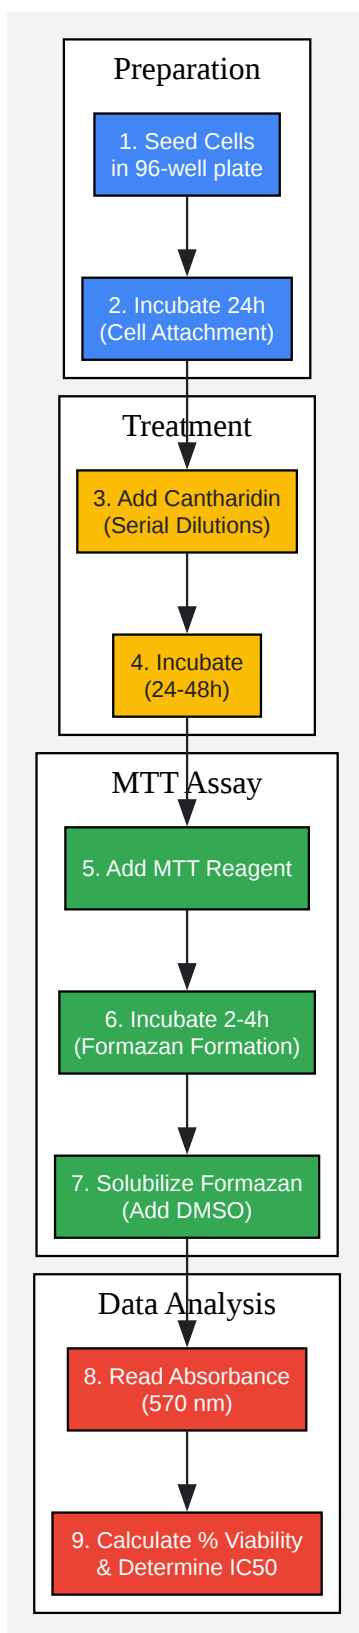 Preparation
1. Seed Cells
in 96-well plate
2. Incubate 24h
(Cell Attachment)
Treatment
3. Add Cantharidin
(Serial Dilutions)
4. Incubate
(24-48h)
MTT Assay
5. Add MTT Reagent
6. Incubate 2-4h
(Formazan Formation)
7. Solubilize Formazan
(Add DMSO)
Data Analysis
8. Read Absorbance
(570 nm)
9. Calculate % Viability
& Determine IC50